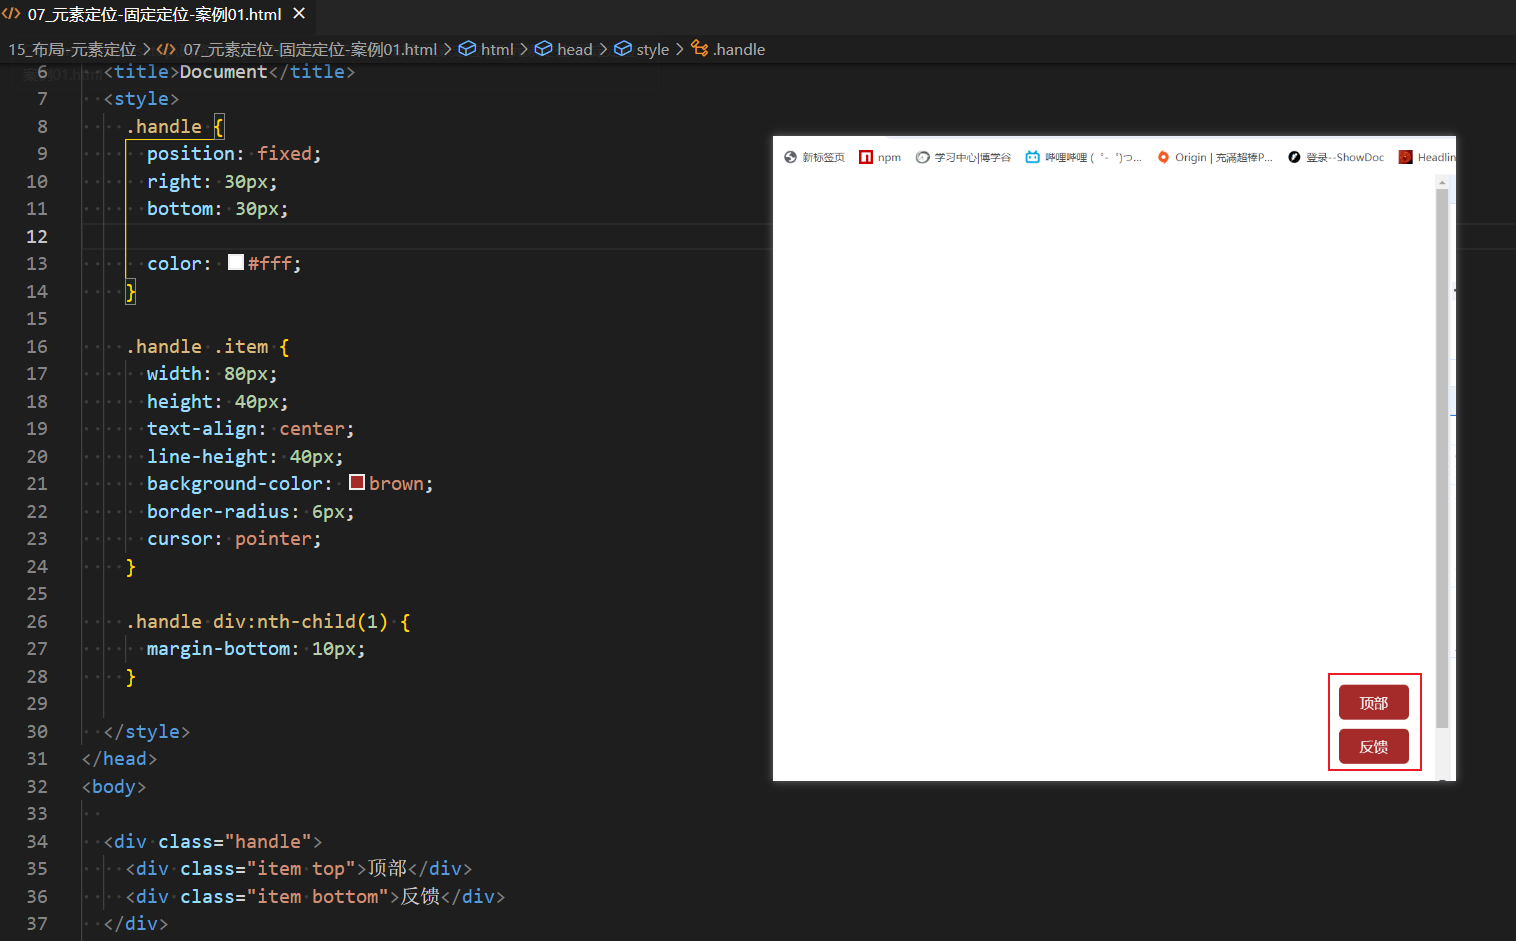 07_元素定位-固定定位-案例01.html
15_布局-元素定位 > 07_元素定位-固定定位-案例01.html > html > head > style > .handle
6 <title>Document</title>
7 <style>
8 .handle {
9 position: fixed;
10 right: 30px;
11 bottom: 30px;
12
13 color: #fff;
14 }
15
16 .handle .item {
17 width: 80px;
18 height: 40px;
19 text-align: center;
20 line-height: 40px;
21 background-color: brown;
22 border-radius: 6px;
23 cursor: pointer;
24 }
25
26 .handle div:nth-child(1) {
27 margin-bottom: 10px;
28 }
29
30 </style>
31 </head>
32 <body>
33
34 <div class="handle">
35 <div class="item top">顶部</div>
36 <div class="item bottom">反馈</div>
37 </div>
新标签页 npm 学习中心|博学谷 哔哩哔哩 (゜-゜)つ... Origin | 充满超棒P... 登录--ShowDoc Headlin
顶部
反馈